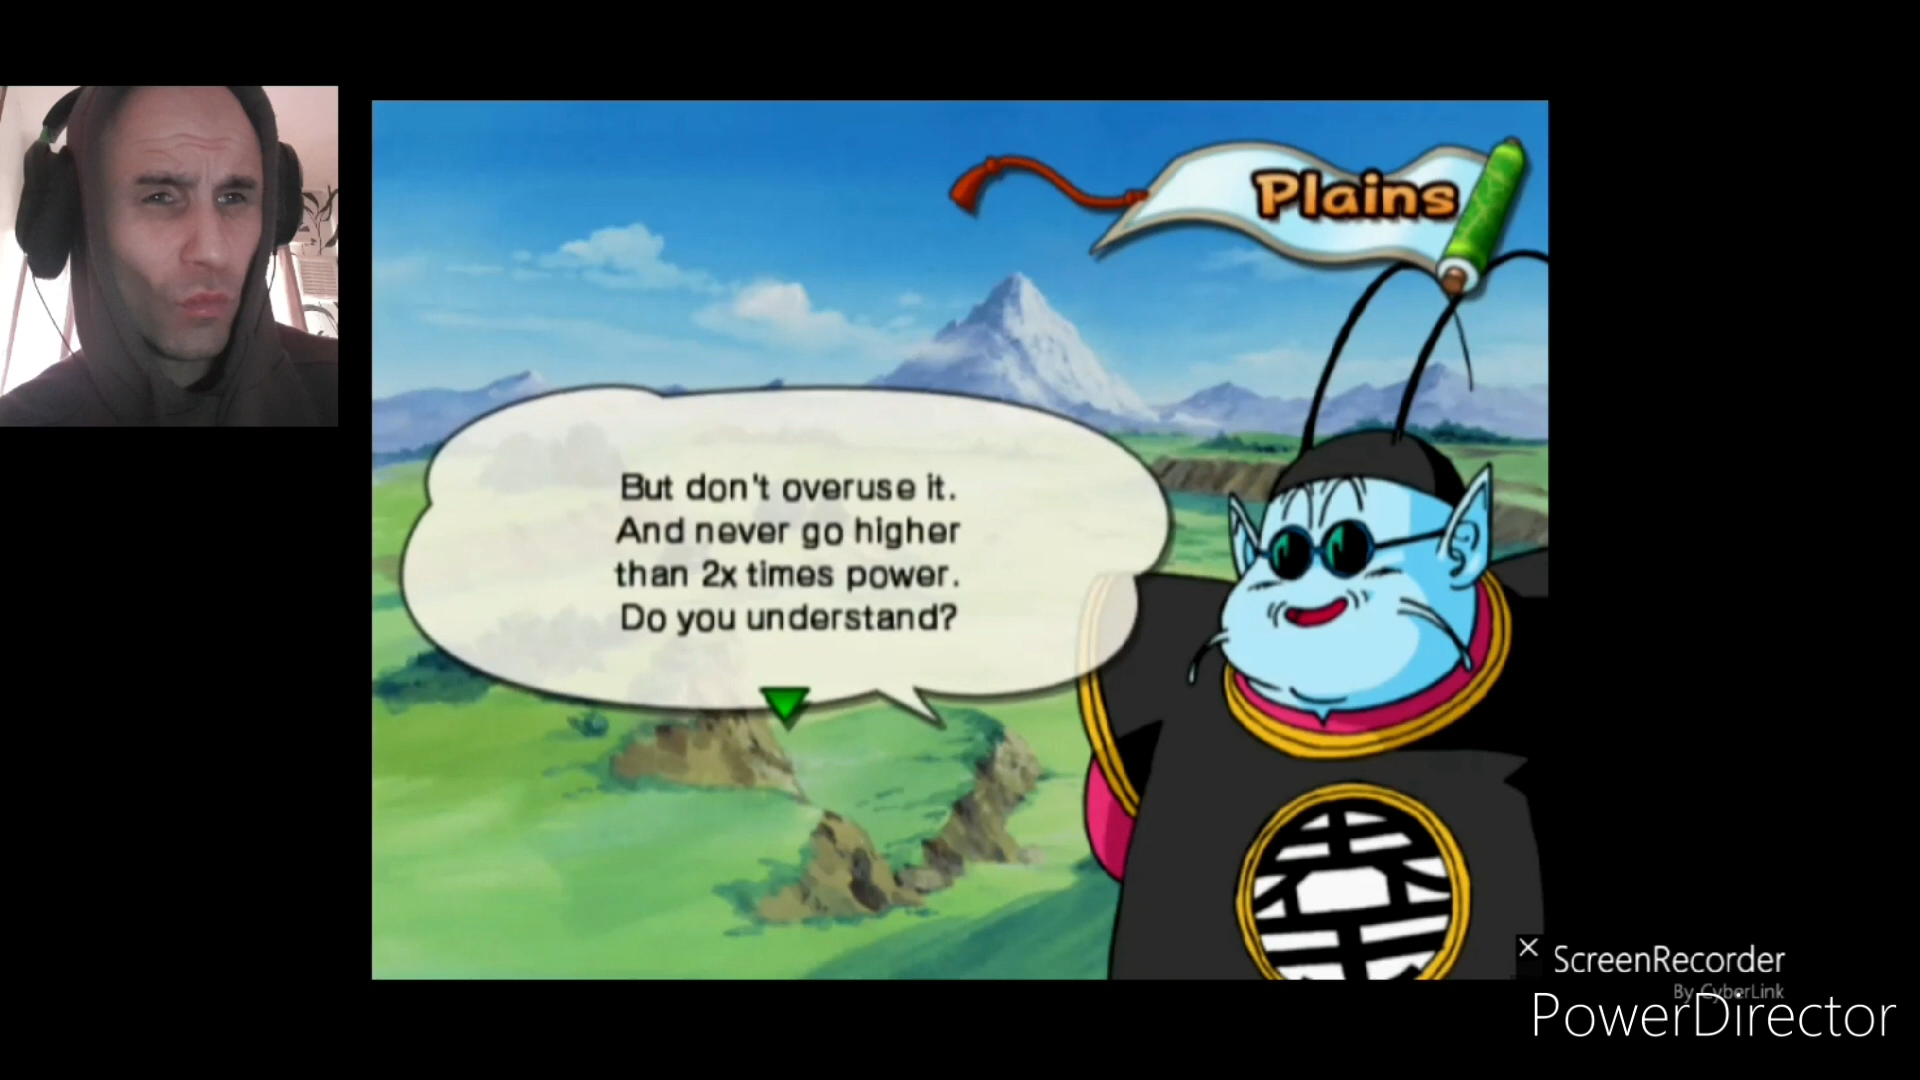 Plains
But don't overuse it.
And never go higher
than 2x times power.
Do you understand?
ScreenRecorder
By CyberLink
PowerDirector